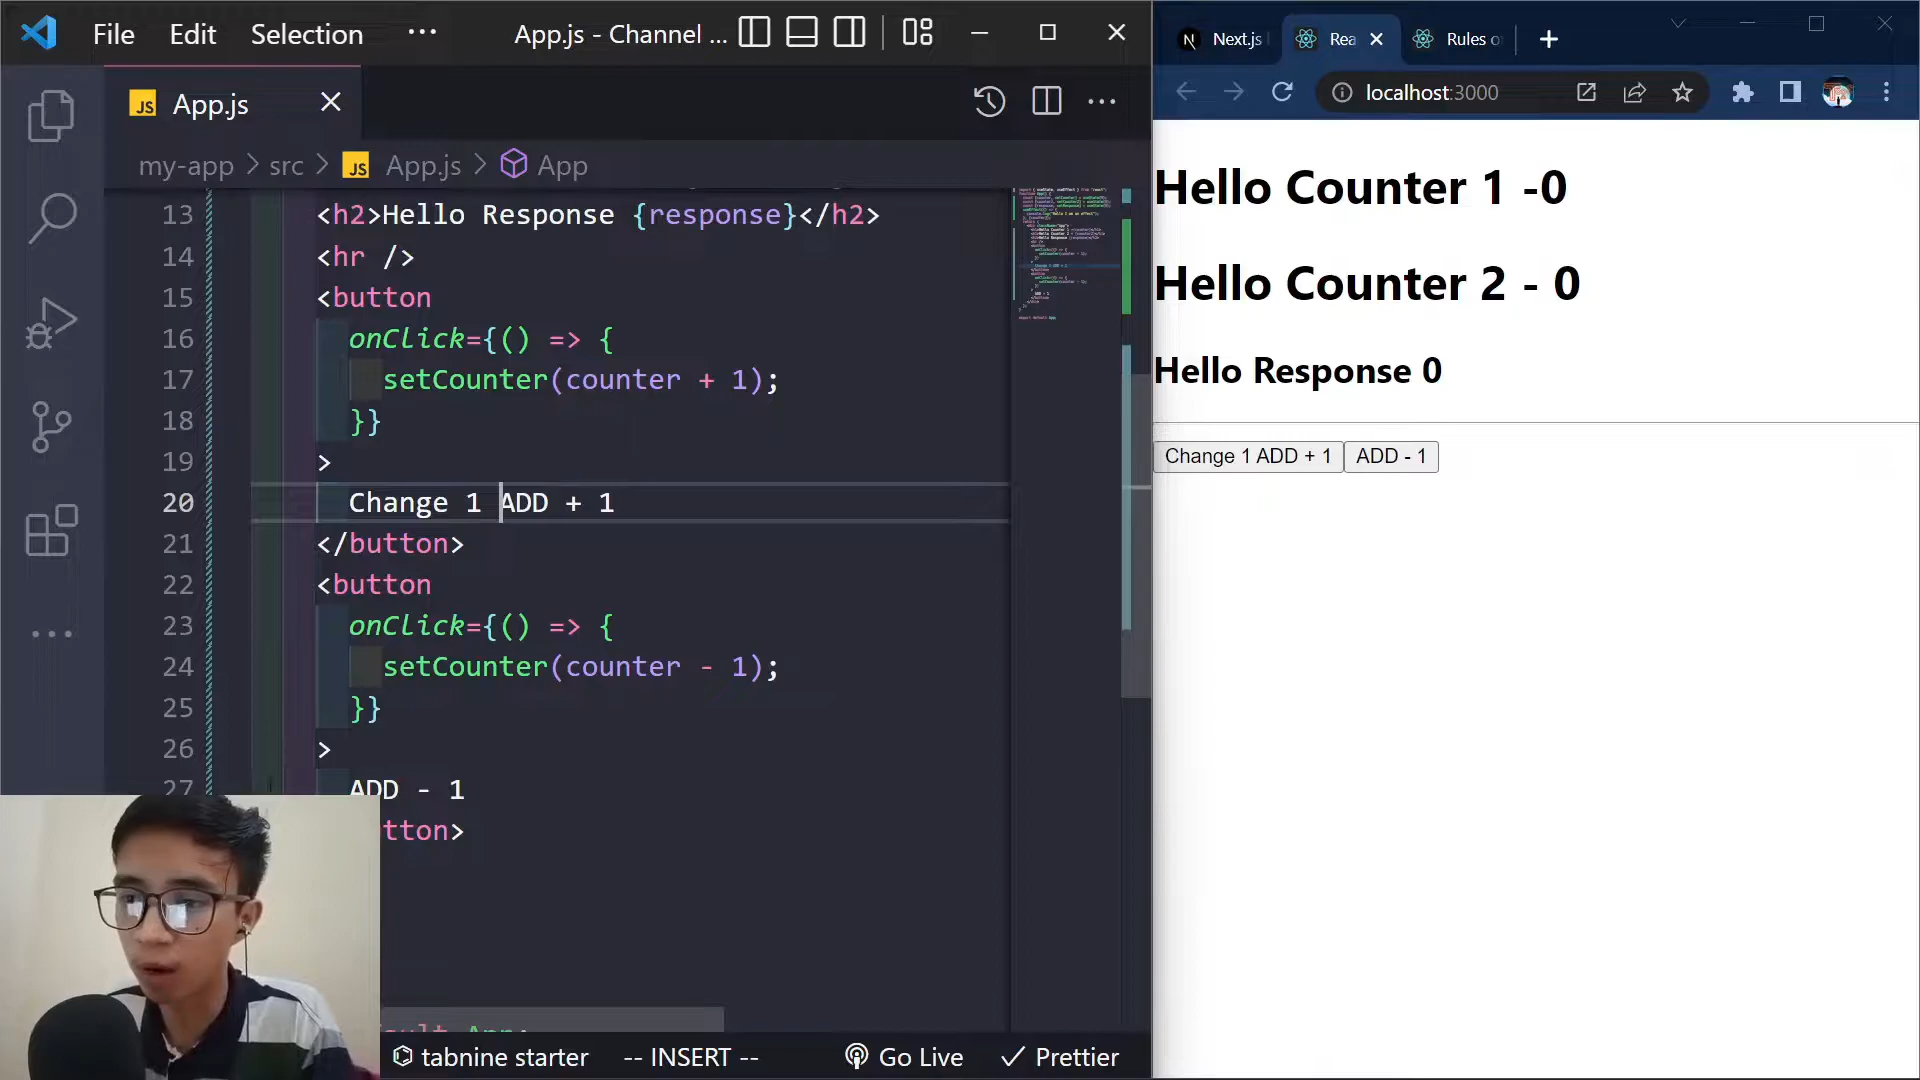 File Edit Selection ··· App.js - Channel ...
JS App.js
my-app > src > JS App.js > App
13 <h2>Hello Response {response}</h2>
14 <hr />
15 <button
16 onClick={() => {
17 setCounter(counter + 1);
18 }}
19 >
20 Change 1 ADD + 1
21 </button>
22 <button
23 onClick={() => {
24 setCounter(counter - 1);
25 }}
26 >
27 ADD - 1
tton>
tabnine starter -- INSERT -- Go Live Prettier
N Next.js Rea Rules o
localhost:3000
Hello Counter 1 -0
Hello Counter 2 - 0
Hello Response 0
Change 1 ADD + 1 ADD - 1